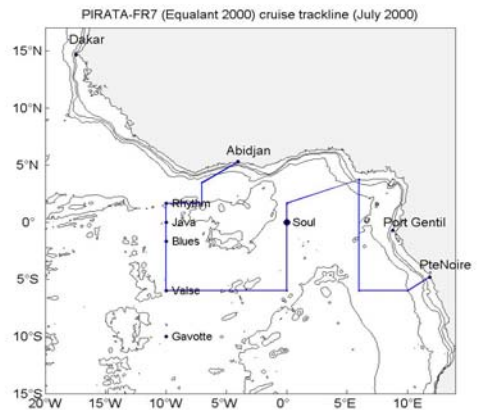 PIRATA-FR7 (Equalant 2000) cruise trackline (July 2000)
Dakar
15°N
10°N
Abidjan
5°N
Rhythm
0°
Java
Soul
Port Gentil
Blues
PteNoire
5°S
Valse
10°S
Gavotte
15°S
20°W 15°W 10°W 5°W 0° 5°E 10°E